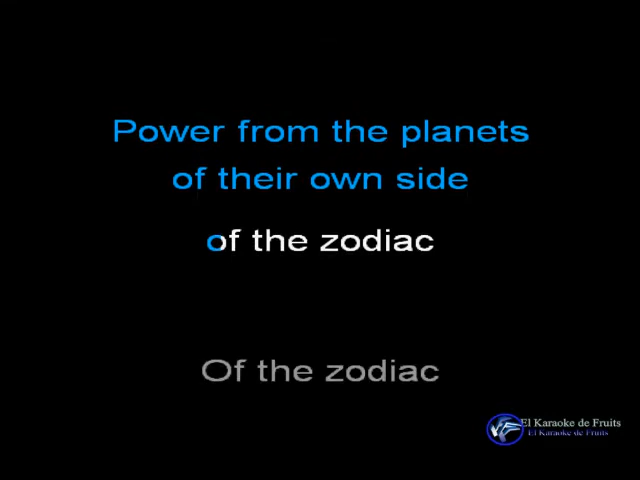 Power from the planets
of their own side
of the zodiac
Of the zodiac
El Karaoke de Fruits
El Karaoke de Fruits